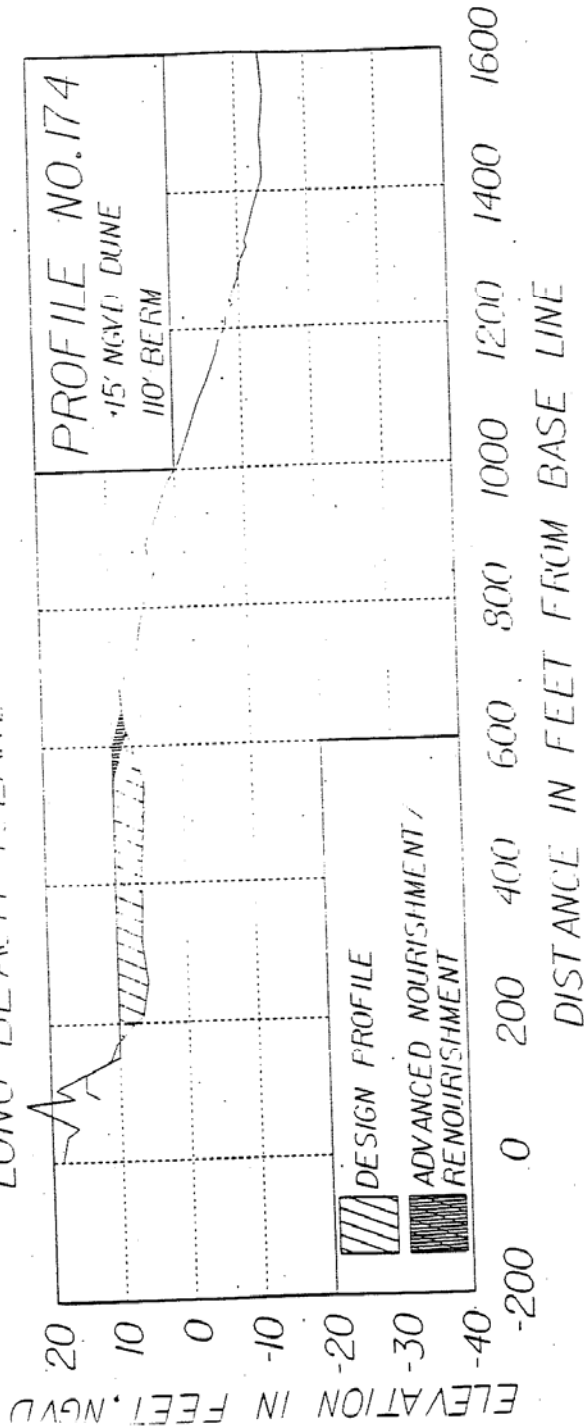 PROFILE NO.174
+15' NGVD DUNE
110' BERM
20
10
0
-10
-20
-30
-40
ELEVATION IN FEET, NGVD
DESIGN PROFILE
ADVANCED NOURISHMENT/
RENOURISHMENT
-200 0 200 400 600 800 1000 1200 1400 1600
DISTANCE IN FEET FROM BASE LINE